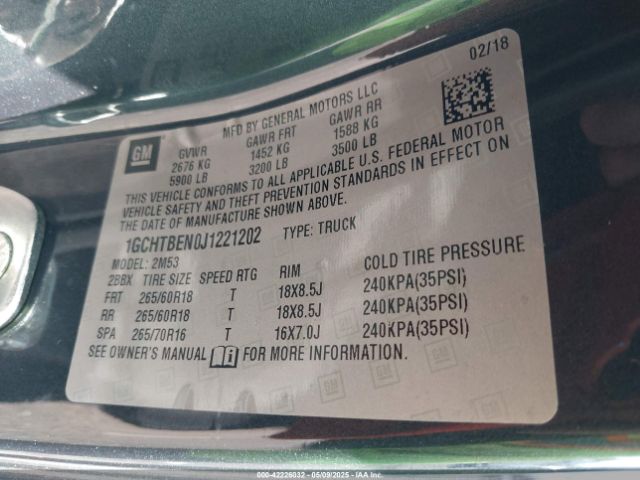 02/18
MFD BY GENERAL MOTORS LLC
GM GVWR GAWR FRT GAWR RR
2676 KG 1452 KG 1588 KG
5900 LB 3200 LB 3500 LB
THIS VEHICLE CONFORMS TO ALL APPLICABLE U.S. FEDERAL MOTOR
VEHICLE SAFETY AND THEFT PREVENTION STANDARDS IN EFFECT ON
THE DATE OF MANUFACTURE SHOWN ABOVE.
1GCHTBEN0J1221202 TYPE: TRUCK
MODEL: 2M53
2BBX TIRE SIZE SPEED RTG RIM COLD TIRE PRESSURE
FRT 265/60R18 T 18X8.5J 240KPA(35PSI)
RR 265/60R18 T 18X8.5J 240KPA(35PSI)
SPA 265/70R16 T 16X7.0J 240KPA(35PSI)
SEE OWNER'S MANUAL FOR MORE INFORMATION.
000-42226032 - 05/09/2025 - IAAI.COM